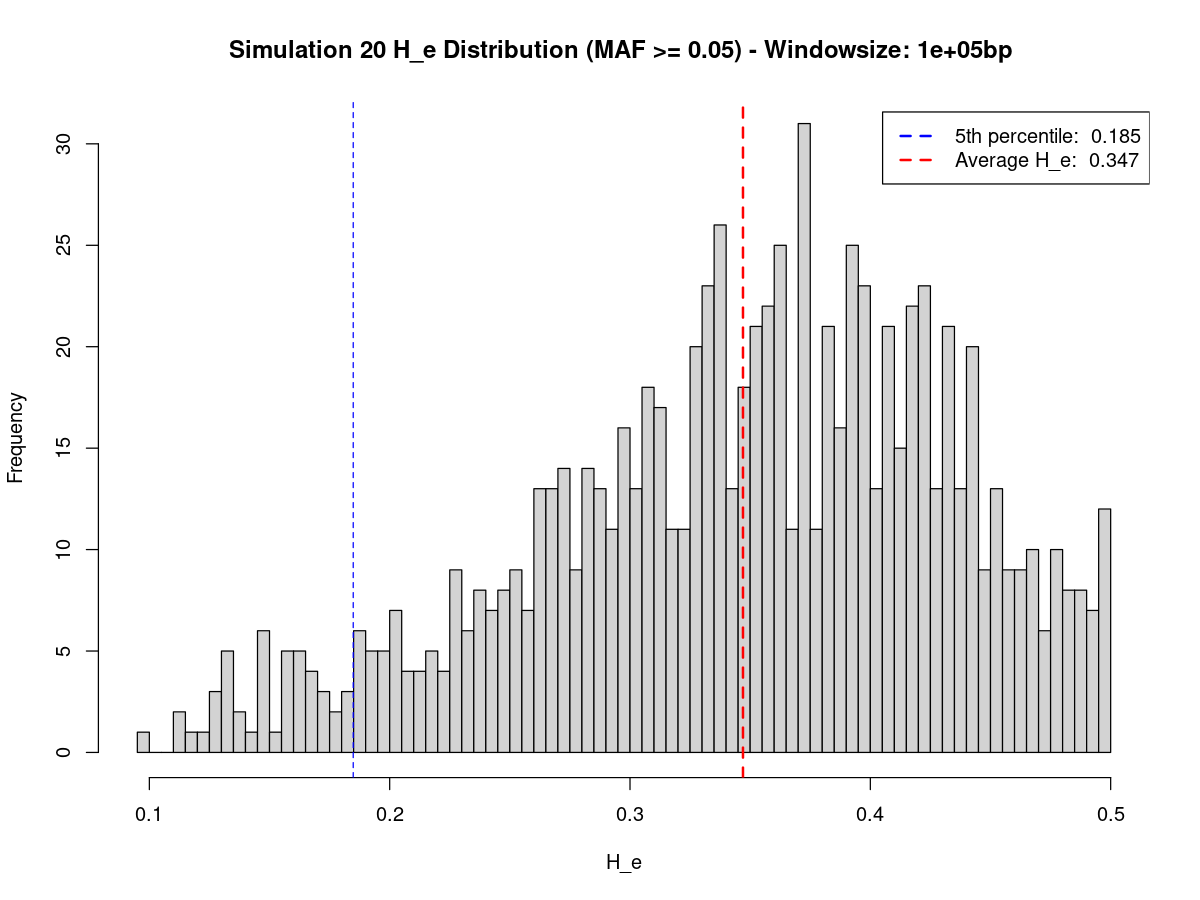 Simulation 20 H_e Distribution (MAF >= 0.05) - Windowsize: 1e+05bp
5th percentile: 0.185
Average H_e: 0.347
Frequency
30
25
20
15
10
5
0
0.1 0.2 0.3 0.4 0.5
H_e